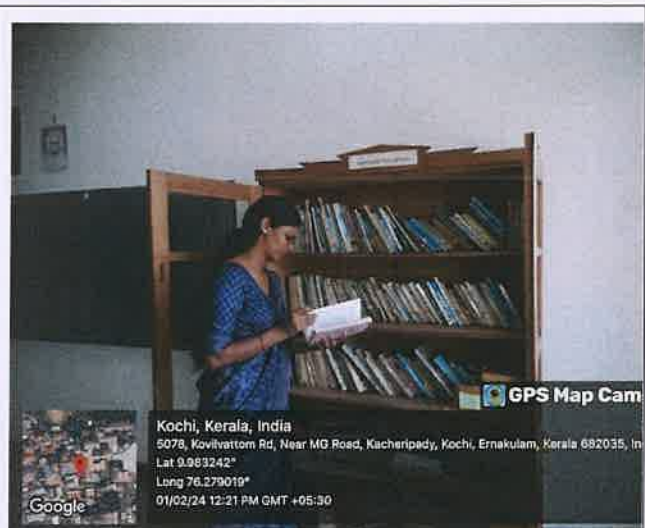 GPS Map Cam
Kochi, Kerala, India
5078, Kovilvattom Rd, Near MG Road, Kacheripady, Kochi, Ernakulam, Kerala 682035, In
Lat 9.983242°
Long 76.279019°
01/02/24 12:21 PM GMT +05:30
Google